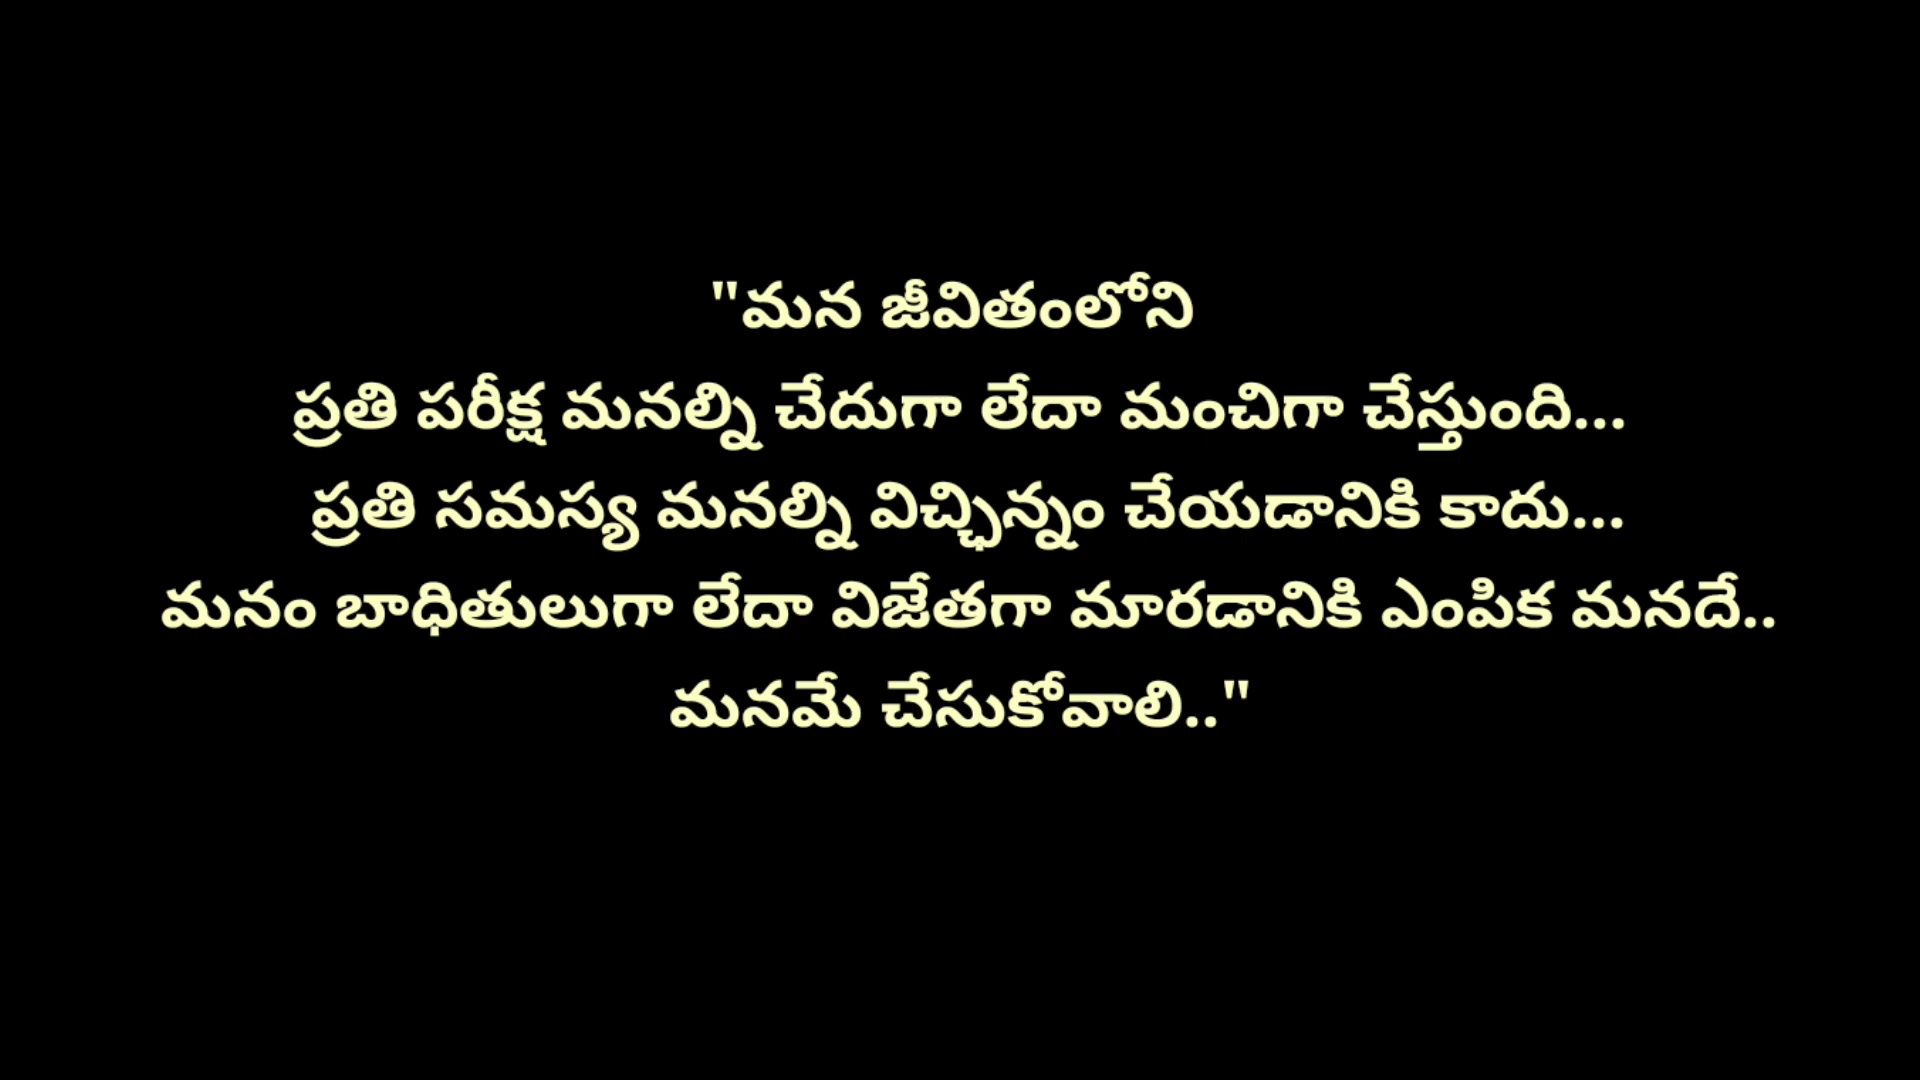 "మన జీవితంలోని
ప్రతి పరీక్ష మనల్ని చేదుగా లేదా మంచిగా చేస్తుంది...
ప్రతి సమస్య మనల్ని విచ్ఛిన్నం చేయడానికి కాదు...
మనం బాధితులుగా లేదా విజేతగా మారడానికి ఎంపిక మనదే..
మనమే చేసుకోవాలి.."